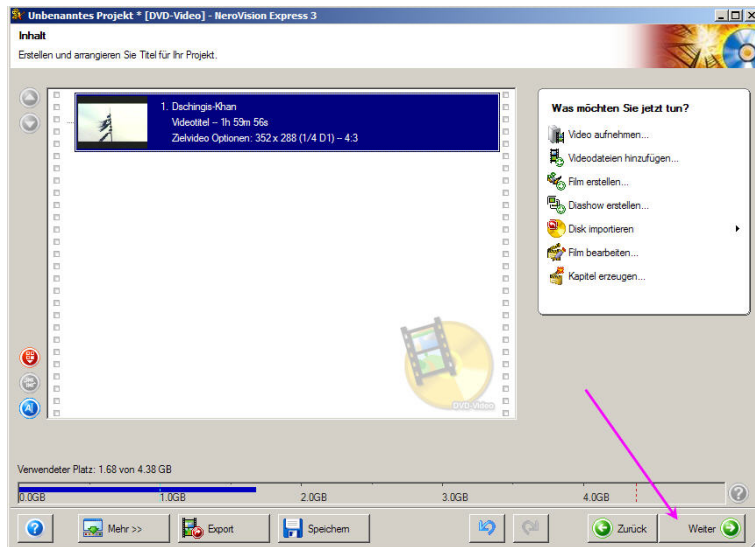 Unbenanntes Projekt * [DVD-Video] - NeroVision Express 3
Inhalt
Erstellen und arrangieren Sie Titel für Ihr Projekt.
1. Dschingis-Khan
Videotitel – 1h 59m 56s
Zielvideo Optionen: 352 x 288 (1/4 D1) – 4:3
Was möchten Sie jetzt tun?
Video aufnehmen...
Videodateien hinzufügen...
Film erstellen...
Diashow erstellen...
Disk importieren
Film bearbeiten...
Kapitel erzeugen...
DVD-Video
Verwendeter Platz: 1.68 von 4.38 GB
0.0GB 1.0GB 2.0GB 3.0GB 4.0GB
Mehr >> Export Speichern Zurück Weiter